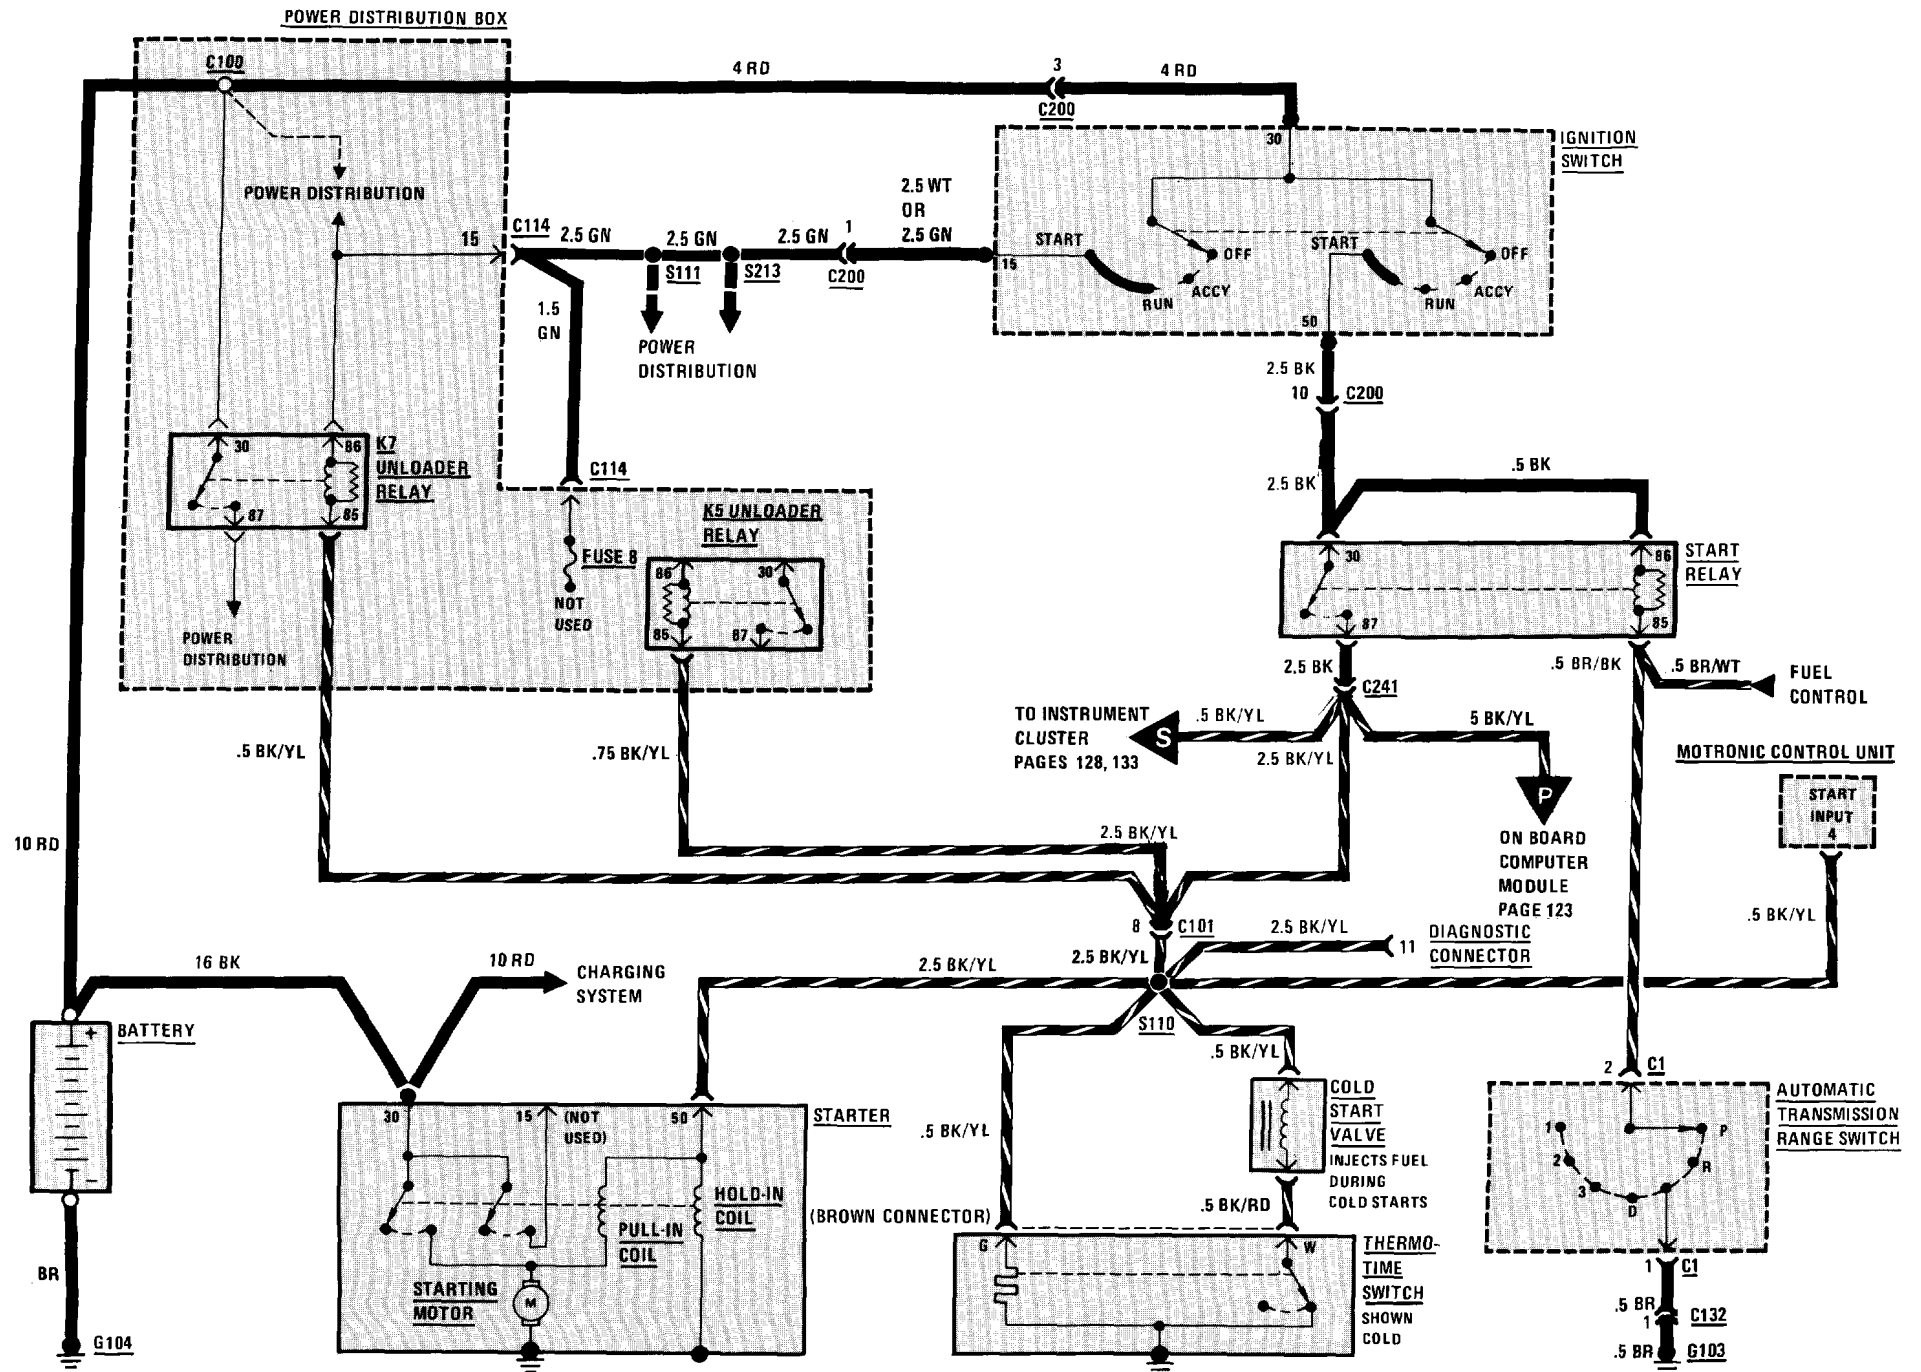 POWER DISTRIBUTION BOX
C100
4 RD
3
4 RD
C200
30
IGNITION
SWITCH
POWER DISTRIBUTION
15
C114
2.5 GN
2.5 GN
2.5 GN
1
2.5 WT
OR
2.5 GN
S111
S213
C200
15
START
OFF
ACCY
RUN
START
OFF
ACCY
RUN
50
1.5
GN
POWER
DISTRIBUTION
2.5 BK
10
C200
C114
30
86
K7
UNLOADER
RELAY
87
85
2.5 BK
.5 BK
K5 UNLOADER
RELAY
FUSE 8
NOT
USED
86
30
85
87
30
86
START
RELAY
87
85
POWER
DISTRIBUTION
2.5 BK
C241
.5 BR/BK
.5 BR/WT
FUEL
CONTROL
TO INSTRUMENT
CLUSTER
PAGES 128, 133
S
.5 BK/YL
2.5 BK/YL
5 BK/YL
P
ON BOARD
COMPUTER
MODULE
PAGE 123
MOTRONIC CONTROL UNIT
START
INPUT
4
.5 BK/YL
.75 BK/YL
2.5 BK/YL
10 RD
.5 BK/YL
8
C101
2.5 BK/YL
11
DIAGNOSTIC
CONNECTOR
16 BK
10 RD
CHARGING
SYSTEM
2.5 BK/YL
2.5 BK/YL
S110
+
BATTERY
-
.5 BK/YL
2
C1
30
15
(NOT
USED)
50
STARTER
.5 BK/YL
COLD
START
VALVE
INJECTS FUEL
DURING
COLD STARTS
AUTOMATIC
TRANSMISSION
RANGE SWITCH
1
2
3
D
R
P
HOLD-IN
COIL
PULL-IN
COIL
(BROWN CONNECTOR)
.5 BK/RD
G
W
THERMO-
TIME
SWITCH
SHOWN
COLD
STARTING
MOTOR
M
BR
G104
1
C1
.5 BR
1
C132
.5 BR
G103